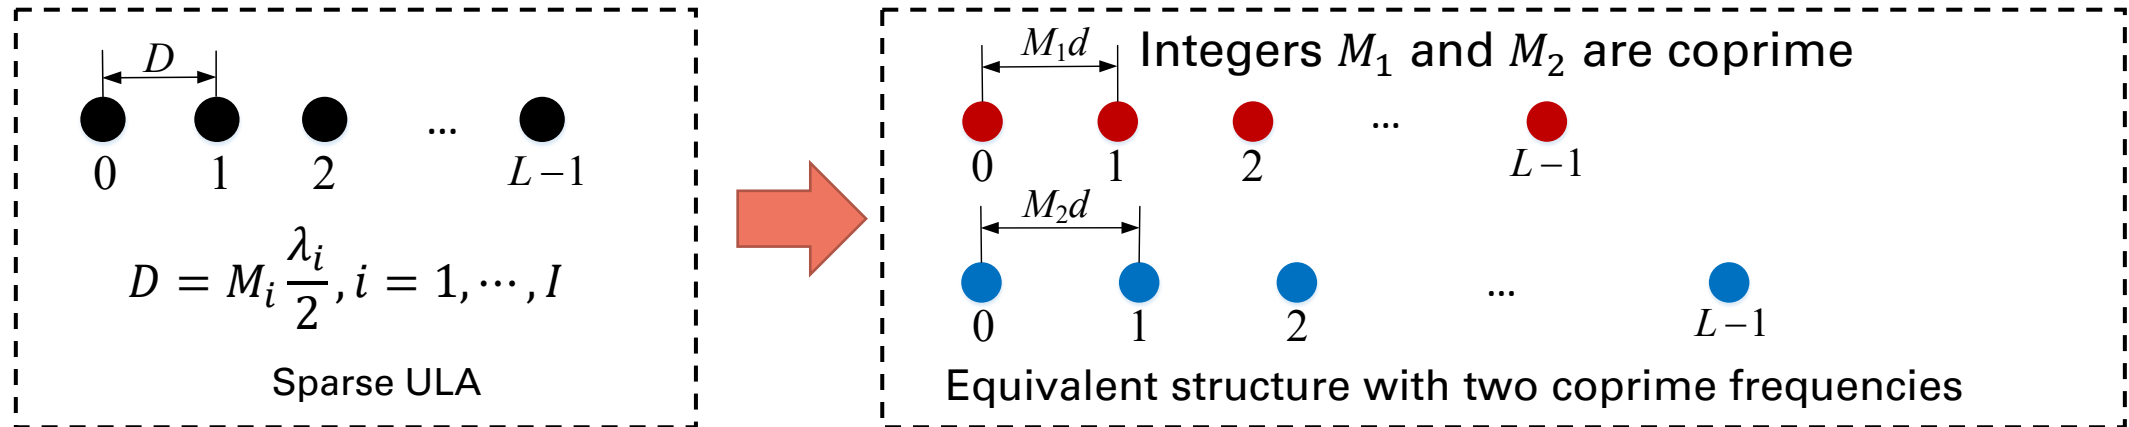 D
0 1 2 ... L−1
D = M_i λ_i/2, i = 1, ⋯, I
Sparse ULA
M₁d
Integers M₁ and M₂ are coprime
0 1 2 ... L−1
M₂d
0 1 2 ... L−1
Equivalent structure with two coprime frequencies